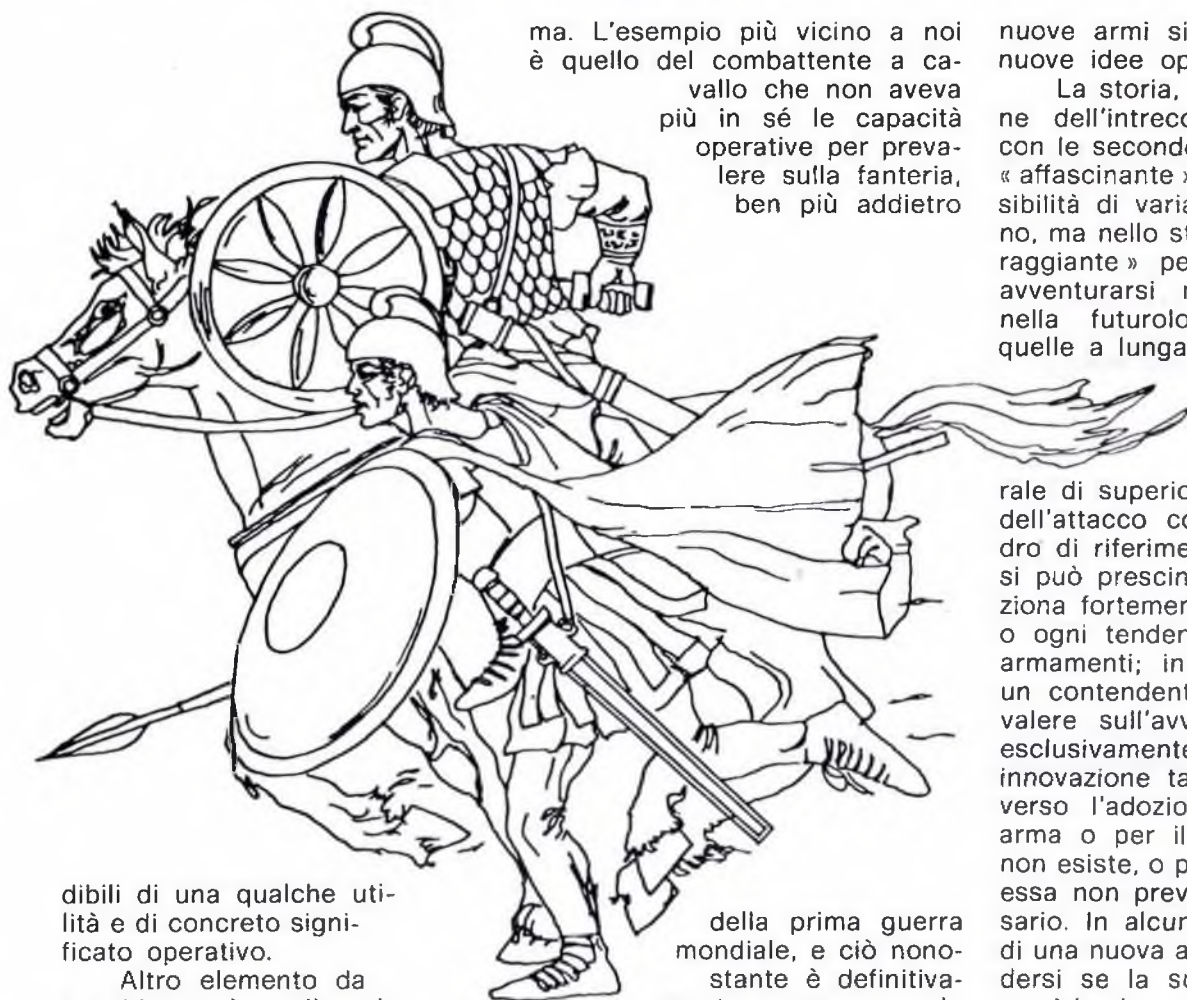 dibili di una qualche uti-
lità e di concreto signi-
ficato operativo.
Altro elemento da
ma. L'esempio più vicino a noi
è quello del combattente a ca-
vallo che non aveva
più in sé le capacità
operative per preva-
lere sulla fanteria,
ben più addietro
della prima guerra
mondiale, e ciò nono-
stante è definitiva-
nuove armi si
nuove idee op
La storia,
ne dell'intrecc
con le seconde
« affascinante »
sibilità di varia
no, ma nello st
raggiante » pe
avventurarsi
nella futurolo
quelle a lunga
rale di superio
dell'attacco co
dro di riferime
si può prescin
ziona fortemen
o ogni tenden
armamenti; in
un contendent
valere sull'avv
esclusivamente
innovazione ta
verso l'adozio
arma o per il
non esiste, o p
essa non prev
sario. In alcun
di una nuova a
dersi se la